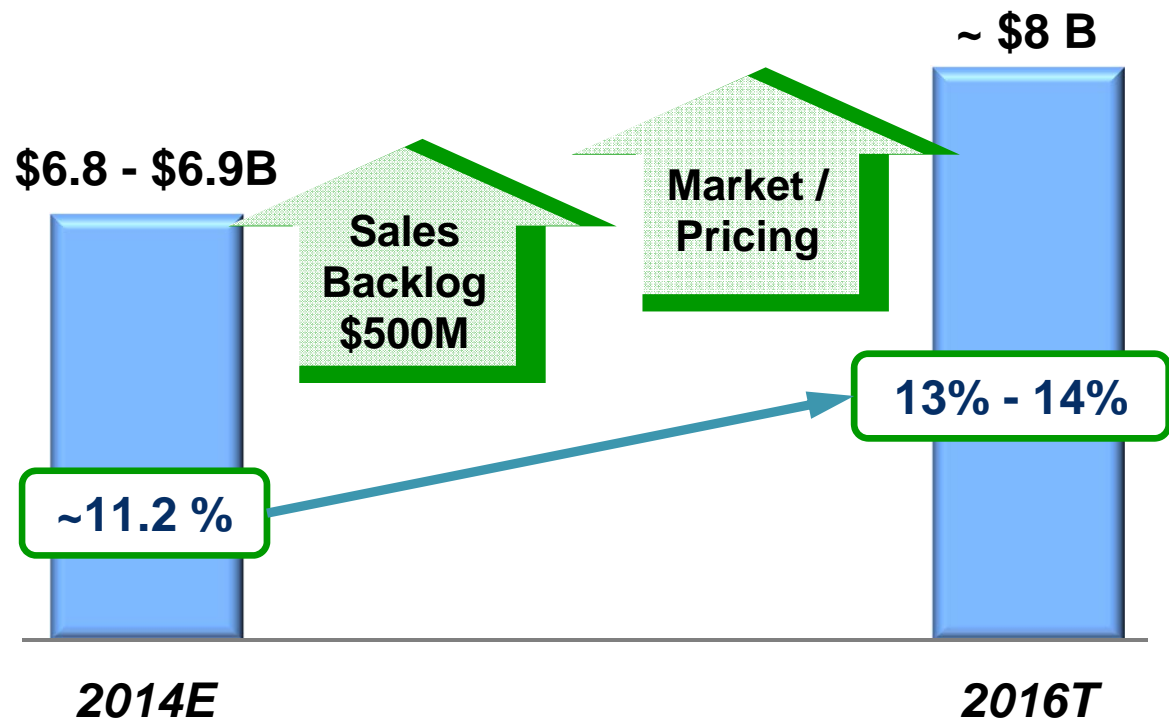 ~ $8 B
$6.8 - $6.9B
Sales
Backlog
$500M
Market /
Pricing
13% - 14%
~11.2 %
2014E
2016T